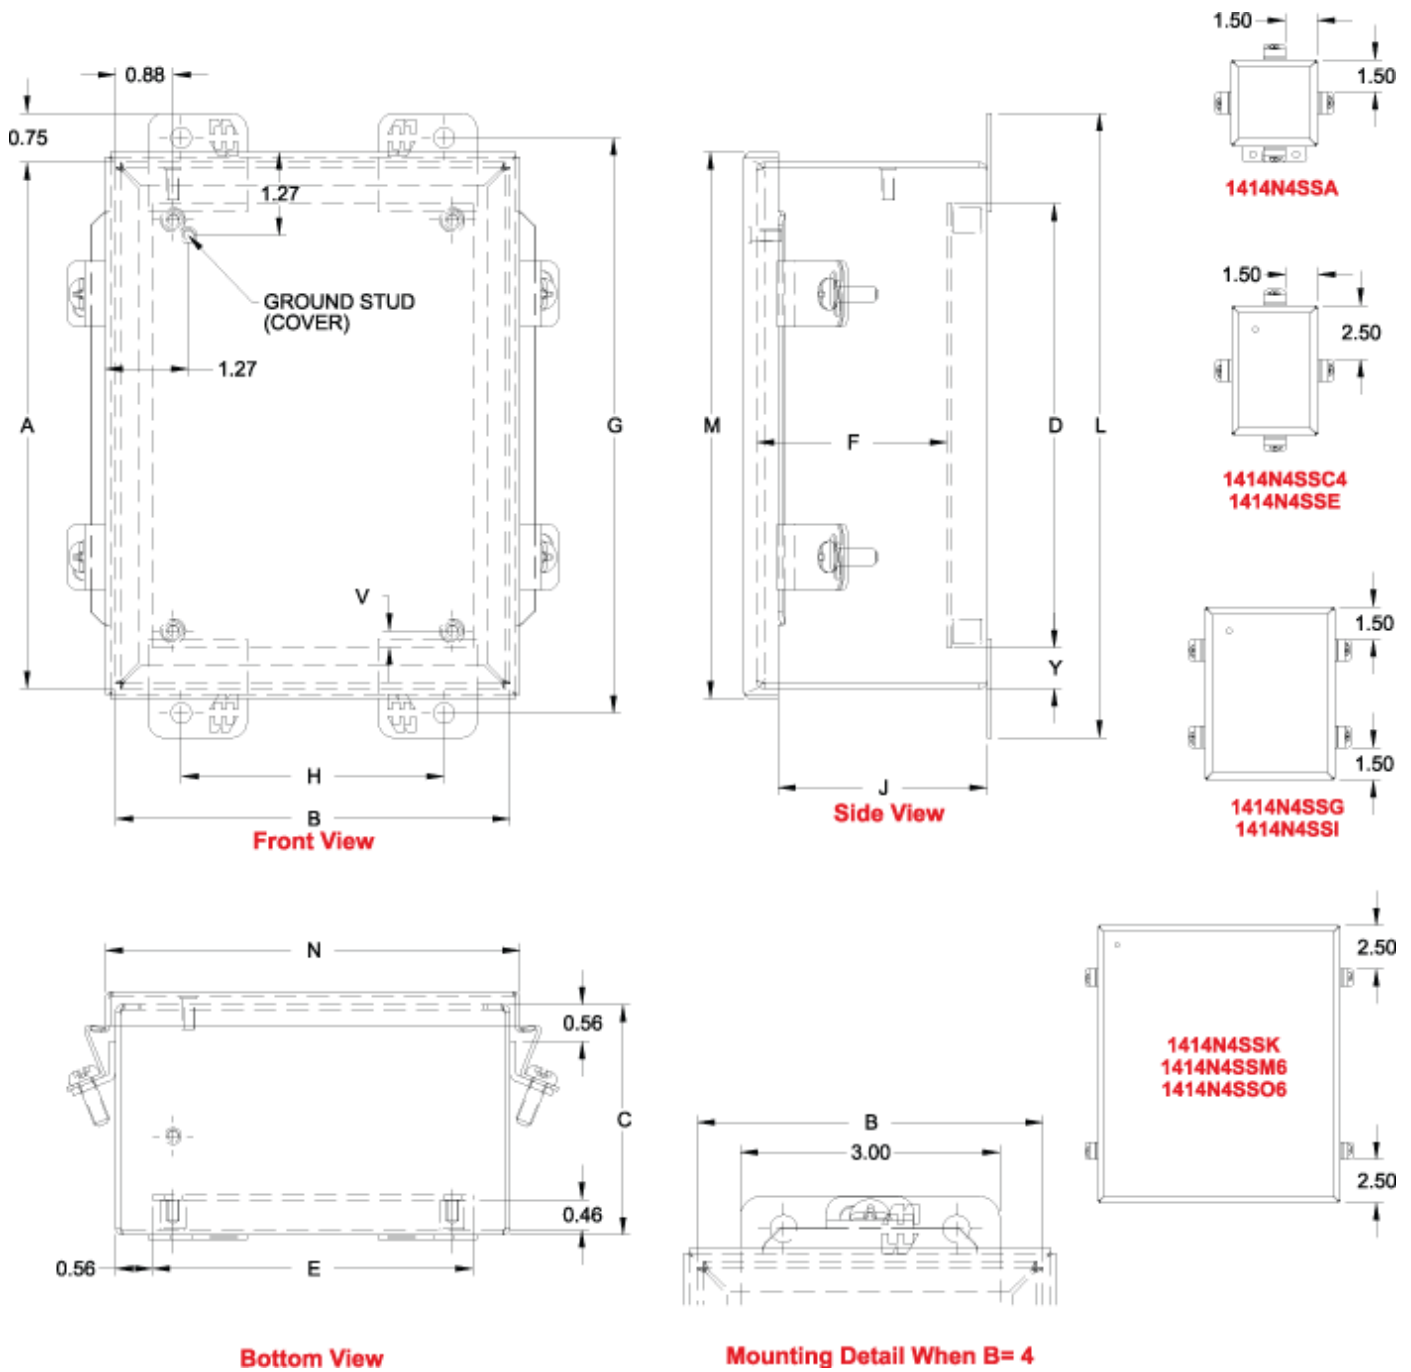 0.88
0.75
1.27
GROUND STUD
(COVER)
1.27
A
G
V
H
B
Front View
M
F
D
L
Y
J
Side View
1.50
1.50
1414N4SSA
1.50
2.50
1414N4SSC4
1414N4SSE
1.50
1.50
1414N4SSG
1414N4SSI
N
0.56
C
0.46
0.56
E
Bottom View
B
3.00
Mounting Detail When B= 4
2.50
1414N4SSK
1414N4SSM6
1414N4SSO6
2.50